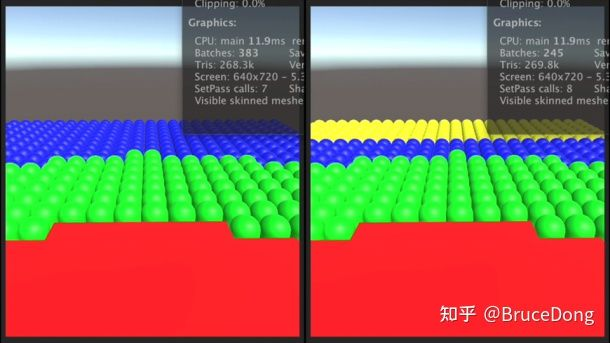 Clipping: 0.0%
Graphics:
CPU: main 11.9ms
Batches: 383
Tris: 268.3k
Screen: 640x720 - 5.3
SetPass calls: 7
Visible skinned
Clipping: 0.0%
Graphics:
CPU: main 11.9ms
Batches: 245
Tris: 269.8k
Screen: 640x720 - 5.3
SetPass calls: 8
Visible skinned
知乎 @BruceDong